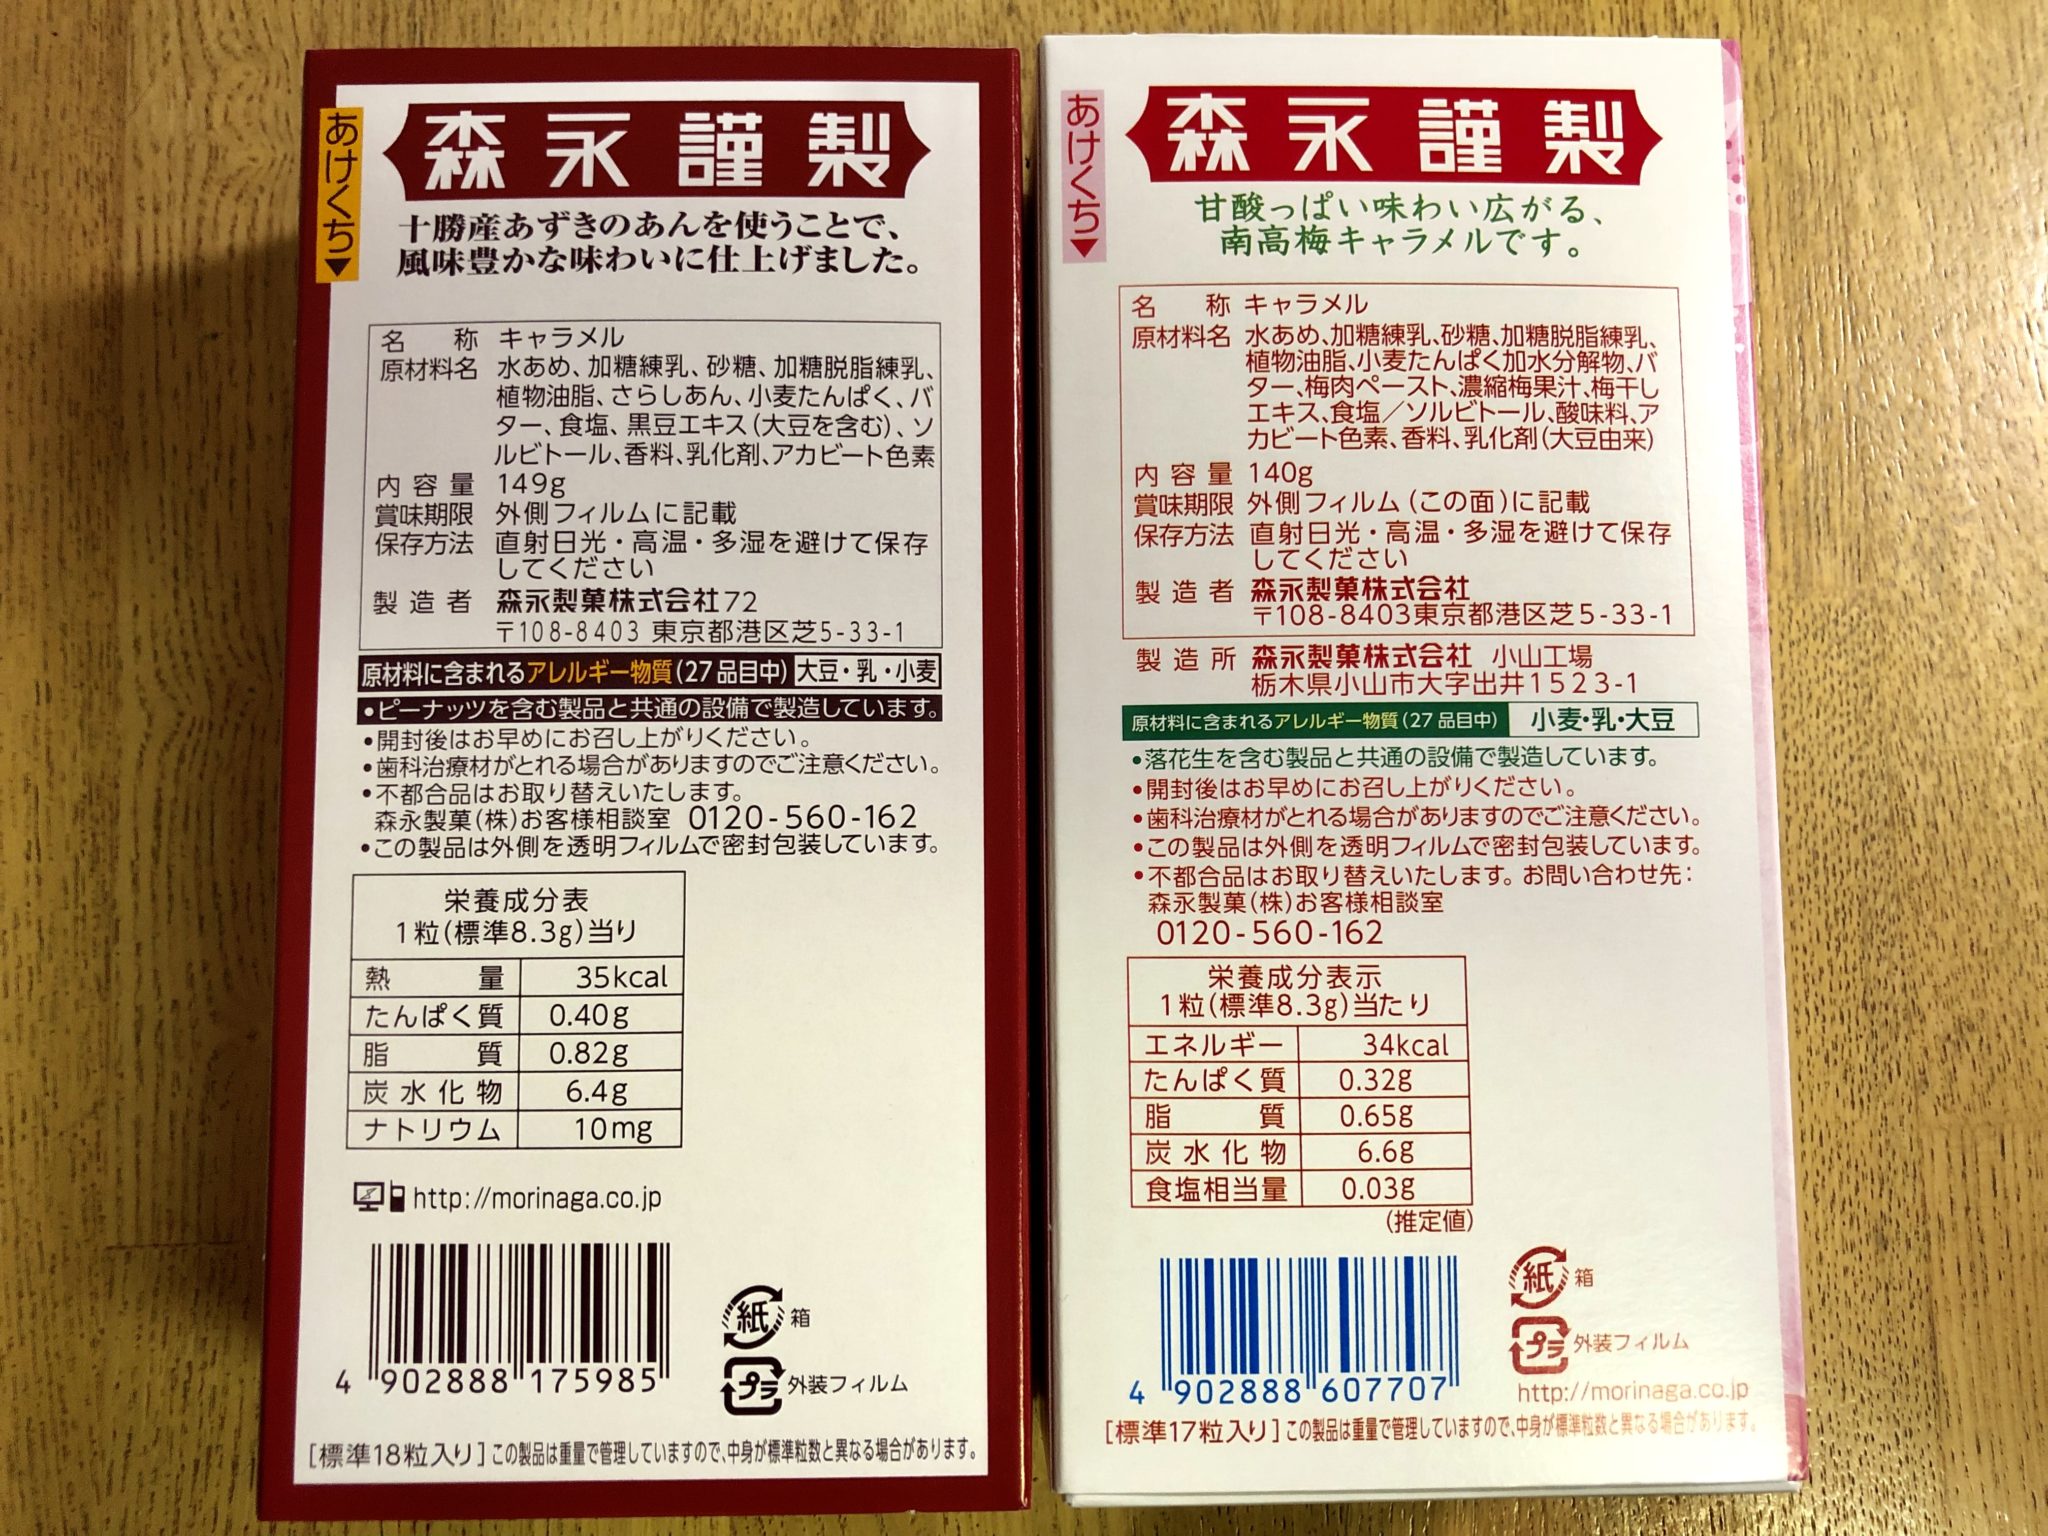 あけくち▼
森永謹製
十勝産あずきのあんを使うことで、
風味豊かな味わいに仕上げました。
名 称 キャラメル
原材料名 水あめ、加糖練乳、砂糖、加糖脱脂練乳、
植物油脂、さらしあん、小麦たんぱく、バ
ター、食塩、黒豆エキス(大豆を含む)、ソ
ルビトール、香料、乳化剤、アカビート色素
内容量 149g
賞味期限 外側フィルムに記載
保存方法 直射日光・高温・多湿を避けて保存
してください
製造者 森永製菓株式会社72
〒108-8403 東京都港区芝5-33-1
原材料に含まれるアレルギー物質(27品目中) 大豆・乳・小麦
•ピーナッツを含む製品と共通の設備で製造しています。
•開封後はお早めにお召し上がりください。
•歯科治療材がとれる場合がありますのでご注意ください。
•不都合品はお取り替えいたします。
森永製菓(株)お客様相談室 0120-560-162
•この製品は外側を透明フィルムで密封包装しています。
栄養成分表
1粒(標準8.3g)当り
熱量 35kcal
たんぱく質 0.40g
脂質 0.82g
炭水化物 6.4g
ナトリウム 10mg
http://morinaga.co.jp
4 902888 175985
紙 箱
プラ 外装フィルム
[標準18粒入り]この製品は重量で管理していますので、中身が標準粒数と異なる場合があります。
あけくち▼
森永謹製
甘酸っぱい味わい広がる、
南高梅キャラメルです。
名 称 キャラメル
原材料名 水あめ、加糖練乳、砂糖、加糖脱脂練乳、
植物油脂、小麦たんぱく加水分解物、バ
ター、梅肉ペースト、濃縮梅果汁、梅干し
エキス、食塩/ソルビトール、酸味料、ア
カビート色素、香料、乳化剤(大豆由来)
内容量 140g
賞味期限 外側フィルム(この面)に記載
保存方法 直射日光・高温・多湿を避けて保存
してください
製造者 森永製菓株式会社
〒108-8403東京都港区芝5-33-1
製造所 森永製菓株式会社 小山工場
栃木県小山市大字出井1523-1
原材料に含まれるアレルギー物質(27品目中) 小麦・乳・大豆
•落花生を含む製品と共通の設備で製造しています。
•開封後はお早めにお召し上がりください。
•歯科治療材がとれる場合がありますのでご注意ください。
•この製品は外側を透明フィルムで密封包装しています。
•不都合品はお取り替えいたします。お問い合わせ先:
森永製菓(株)お客様相談室
0120-560-162
栄養成分表示
1粒(標準8.3g)当たり
エネルギー 34kcal
たんぱく質 0.32g
脂質 0.65g
炭水化物 6.6g
食塩相当量 0.03g
(推定値)
4 902888 607707
紙 箱
プラ 外装フィルム
http://morinaga.co.jp
[標準17粒入り]この製品は重量で管理していますので、中身が標準粒数と異なる場合があります。